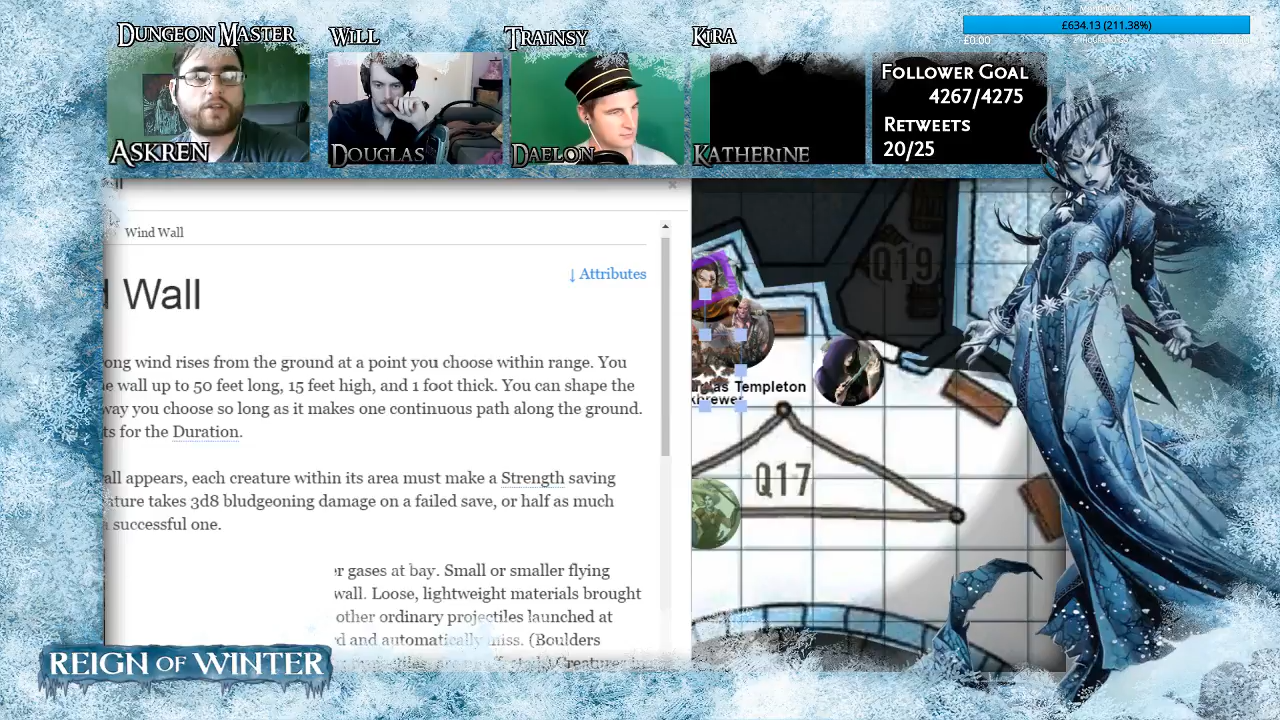 DUNGEON MASTER
WILL
TRAINSY
KIRA
£634.13 (211.38%)
£0.00
FOLLOWER GOAL
4267/4275
RETWEETS
20/25
ASKREN
DOUGLAS
DAELON
KATHERINE
Wind Wall
↓ Attributes
Wall
ong wind rises from the ground at a point you choose within range. You
wall up to 50 feet long, 15 feet high, and 1 foot thick. You can shape the
way you choose so long as it makes one continuous path along the ground.
ts for the Duration.
all appears, each creature within its area must make a Strength saving
ature takes 3d8 bludgeoning damage on a failed save, or half as much
successful one.
er gases at bay. Small or smaller flying
wall. Loose, lightweight materials brought
other ordinary projectiles launched at
rd and automatically miss. (Boulders
Q19
glas Templeton
kbrewer
Q17
REIGN OF WINTER